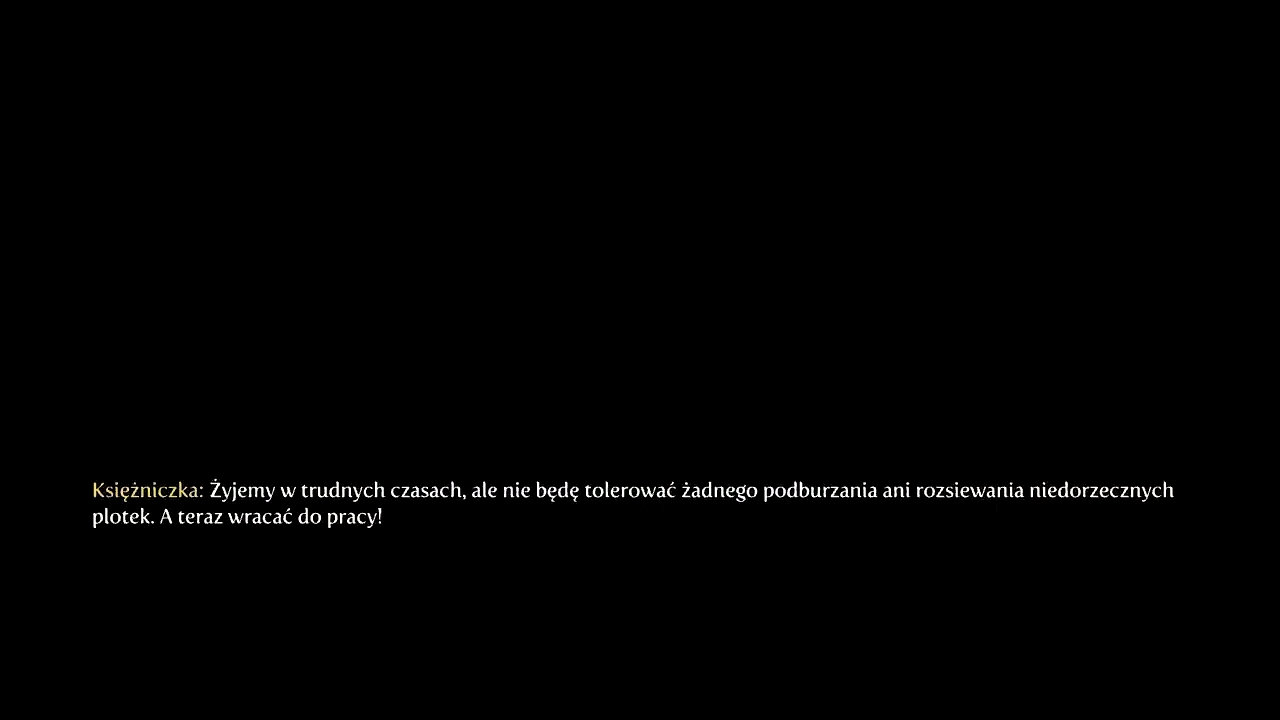 Księżniczka: Żyjemy w trudnych czasach, ale nie będę tolerować żadnego podburzania ani rozsiewania niedorzecznych
plotek. A teraz wracać do pracy!